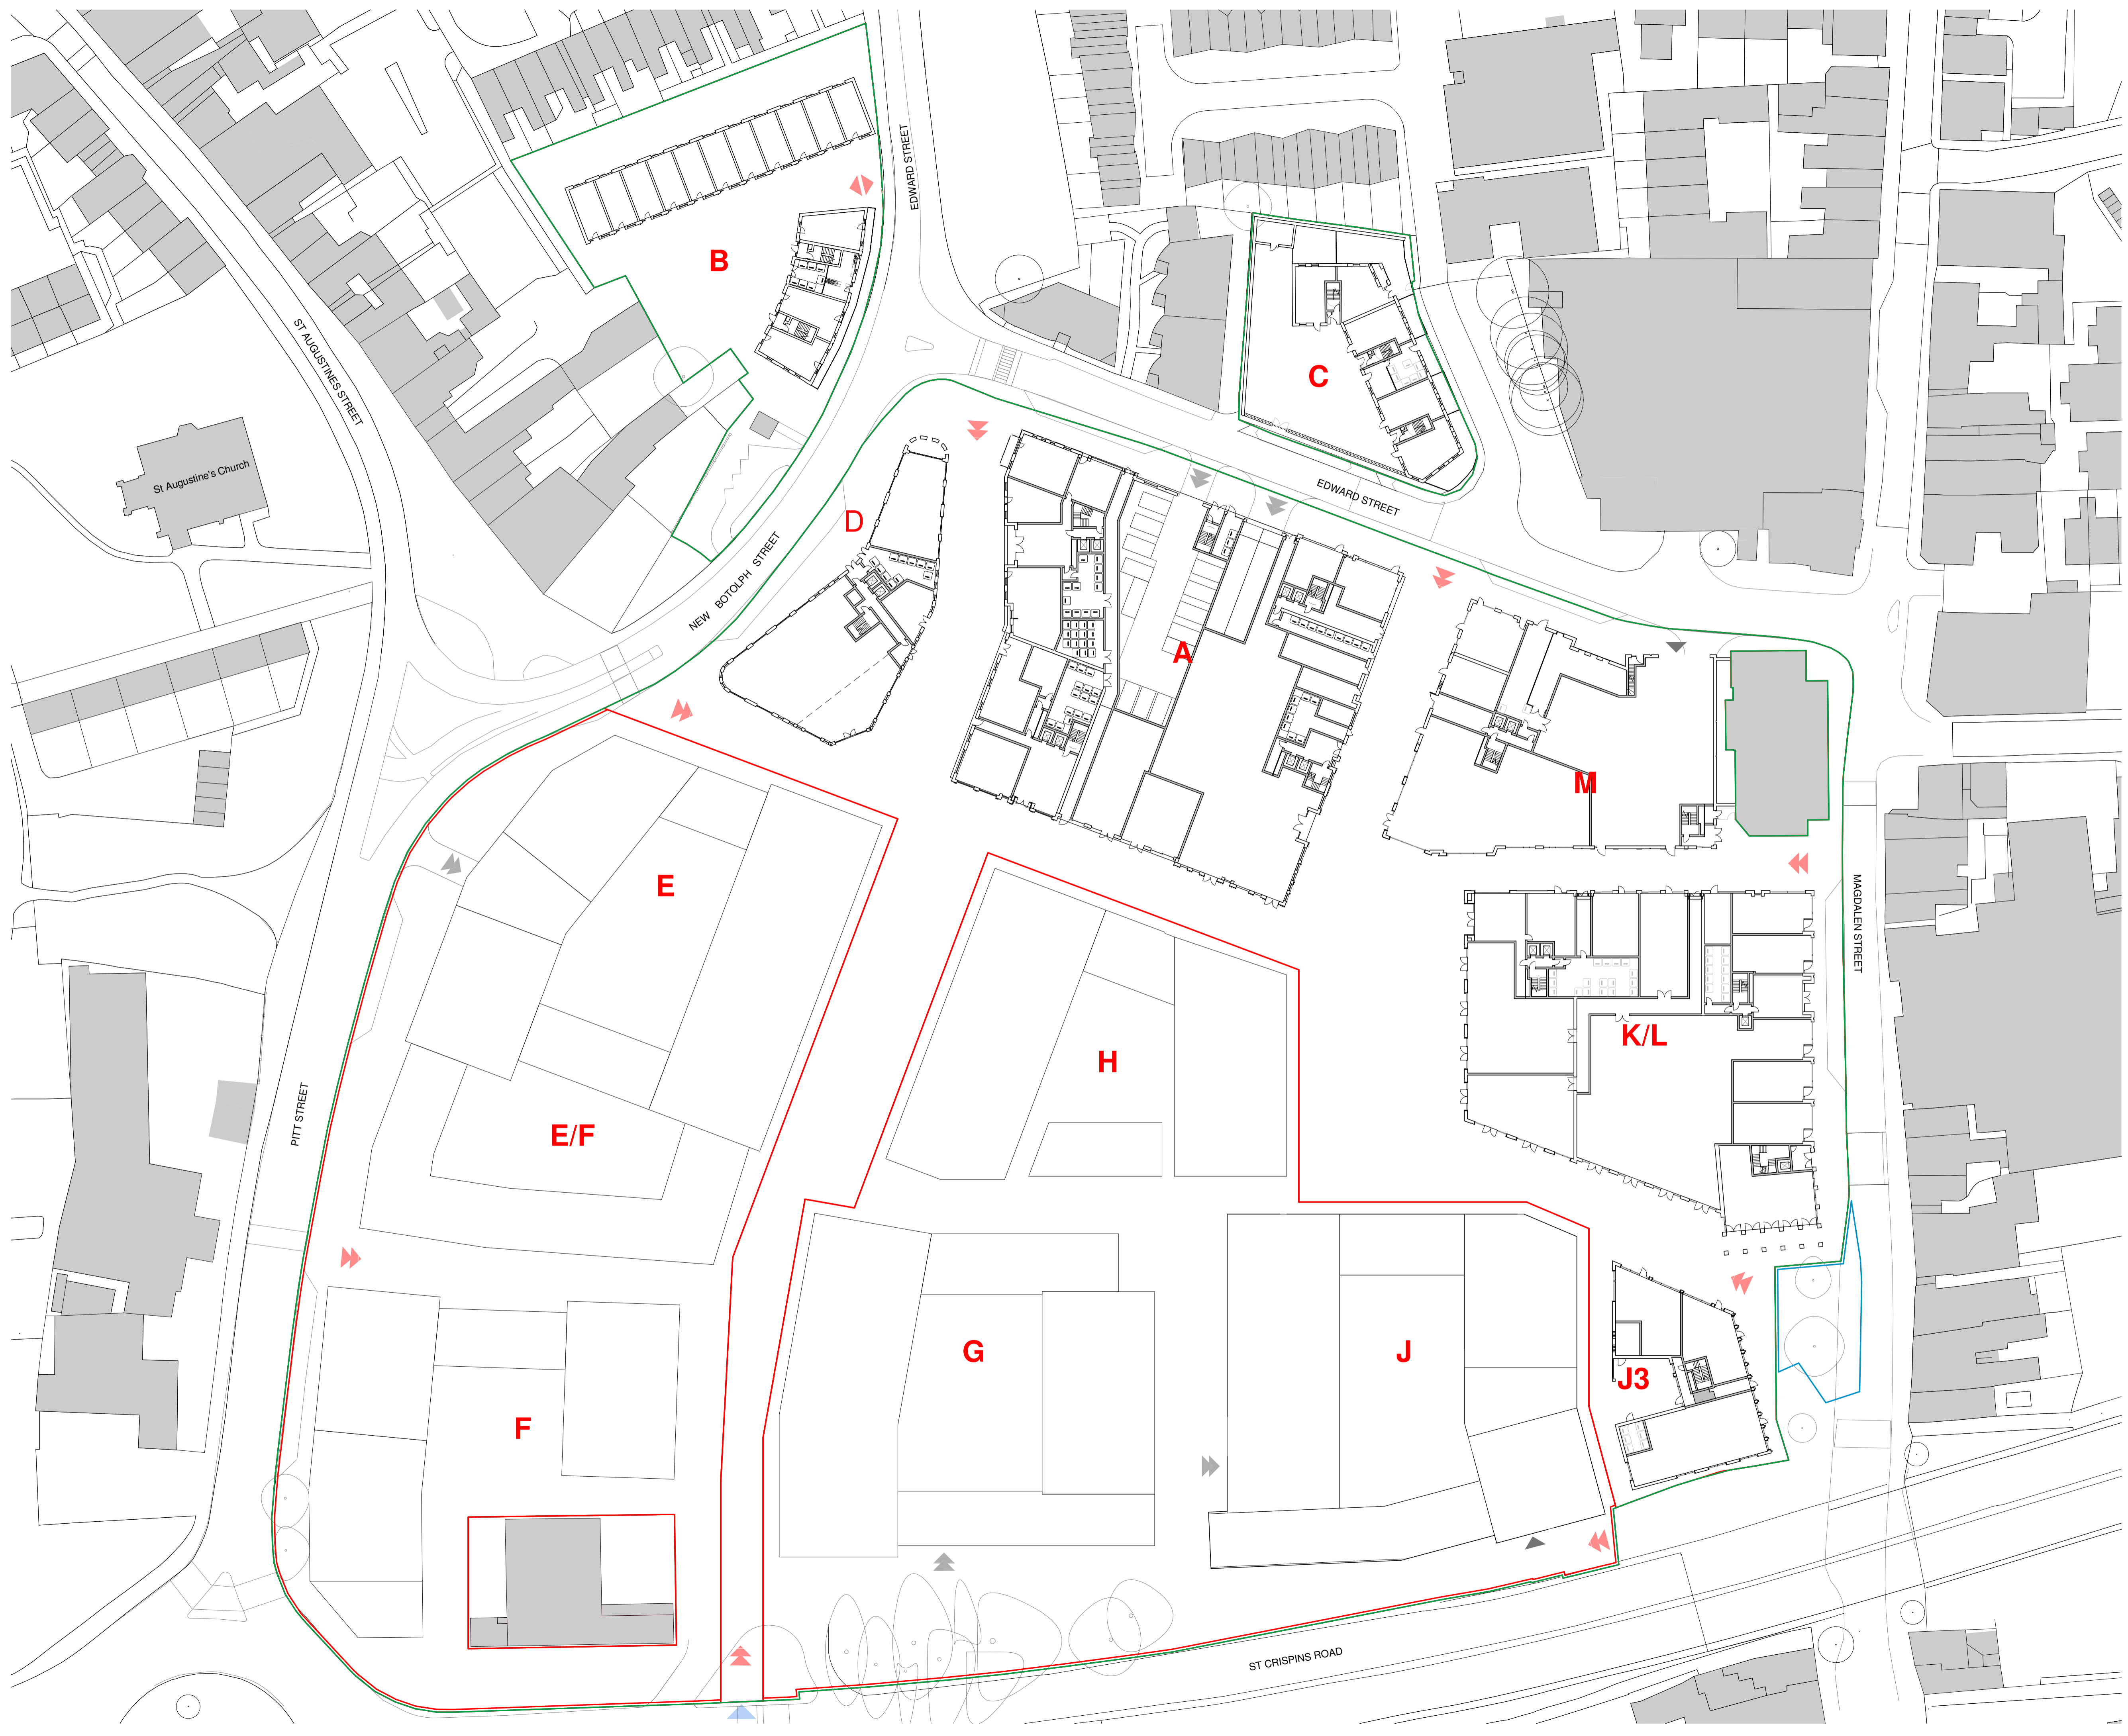 EDWARD STREET
B
ST AUGUSTINES STREET
C
St Augustine's Church
EDWARD STREET
D
NEW BOTOLPH STREET
A
M
E
MAGDALEN STREET
K/L
H
PITT STREET
E/F
G
J
J3
F
ST CRISPINS ROAD